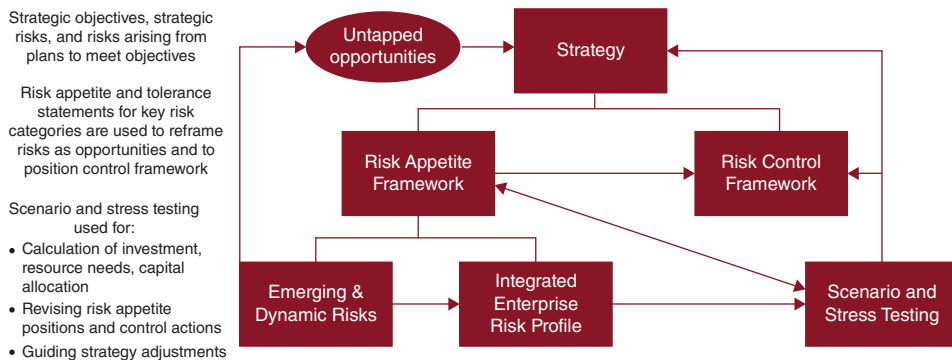 Strategic objectives, strategic
risks, and risks arising from
plans to meet objectives
Risk appetite and tolerance
statements for key risk
categories are used to reframe
risks as opportunities and to
position control framework
Scenario and stress testing
used for:
• Calculation of investment,
resource needs, capital
allocation
• Revising risk appetite
positions and control actions
• Guiding strategy adjustments
Untapped
opportunities
Strategy
Risk Appetite
Framework
Risk Control
Framework
Emerging &
Dynamic Risks
Integrated
Enterprise
Risk Profile
Scenario and
Stress Testing